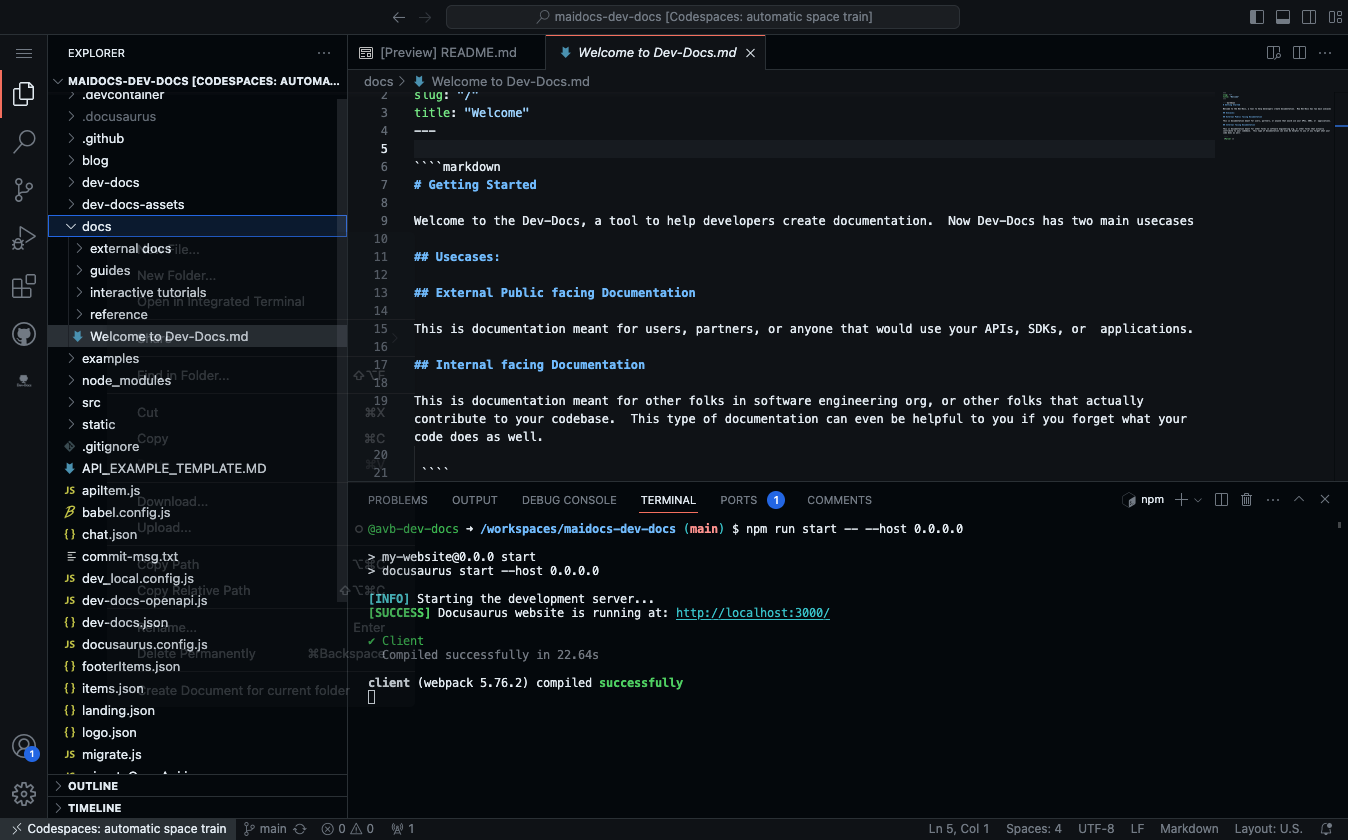 maidocs-dev-docs [Codespaces: automatic space train]
EXPLORER
MAIDOCS-DEV-DOCS [CODESPACES: AUTOMA...
.devcontainer
.docusaurus
.github
blog
dev-docs
dev-docs-assets
docs
external docs
guides
interactive tutorials
reference
Welcome to Dev-Docs.md
examples
node_modules
src
static
.gitignore
API_EXAMPLE_TEMPLATE.MD
JS apiItem.js
babel.config.js
{} chat.json
commit-msg.txt
JS dev_local.config.js
JS dev-docs-openapi.js
{} dev-docs.json
JS docusaurus.config.js
{} footerItems.json
{} items.json
{} landing.json
{} logo.json
JS migrate.js
OUTLINE
TIMELINE
New File...
New Folder...
Open in Integrated Terminal
Share
Find in Folder... ⇧⌥F
Cut ⌘X
Copy ⌘C
⌘V
Download...
Upload...
Copy Path ⌥⌘C
Copy Relative Path ⇧⌥⌘C
Rename... Enter
Delete Permanently ⌘Backspace
Create Document for current folder
[Preview] README.md
Welcome to Dev-Docs.md
docs > Welcome to Dev-Docs.md
2 slug: "/"
3 title: "Welcome"
4 ---
5
6 ````markdown
7 # Getting Started
8
9 Welcome to the Dev-Docs, a tool to help developers create documentation.  Now Dev-Docs has two main usecases
10
11 ## Usecases:
12
13 ## External Public facing Documentation
14
15 This is documentation meant for users, partners, or anyone that would use your APIs, SDKs, or  applications.
16
17 ## Internal facing Documentation
18
19 This is documentation meant for other folks in software engineering org, or other folks that actually
contribute to your codebase.  This type of documentation can even be helpful to you if you forget what your
code does as well.
20
21 ````
PROBLEMS OUTPUT DEBUG CONSOLE TERMINAL PORTS 1 COMMENTS
npm
@avb-dev-docs ➜ /workspaces/maidocs-dev-docs (main) $ npm run start -- --host 0.0.0.0
> my-website@0.0.0 start
> docusaurus start --host 0.0.0.0
[INFO] Starting the development server...
[SUCCESS] Docusaurus website is running at: http://localhost:3000/
✔ Client
Compiled successfully in 22.64s
client (webpack 5.76.2) compiled successfully
1
Codespaces: automatic space train main 0 0 1
Ln 5, Col 1 Spaces: 4 UTF-8 LF Markdown Layout: U.S.